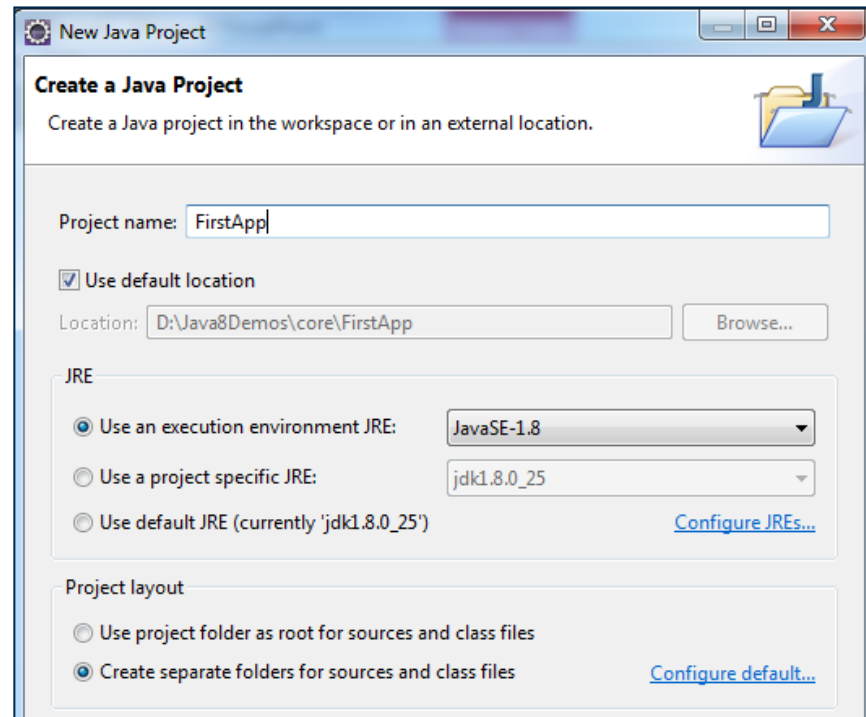 New Java Project
Create a Java Project
Create a Java project in the workspace or in an external location.
Project name: FirstApp
Use default location
Location: D:\Java8Demos\core\FirstApp Browse...
JRE
Use an execution environment JRE: JavaSE-1.8
Use a project specific JRE: jdk1.8.0_25
Use default JRE (currently 'jdk1.8.0_25') Configure JREs...
Project layout
Use project folder as root for sources and class files
Create separate folders for sources and class files Configure default...